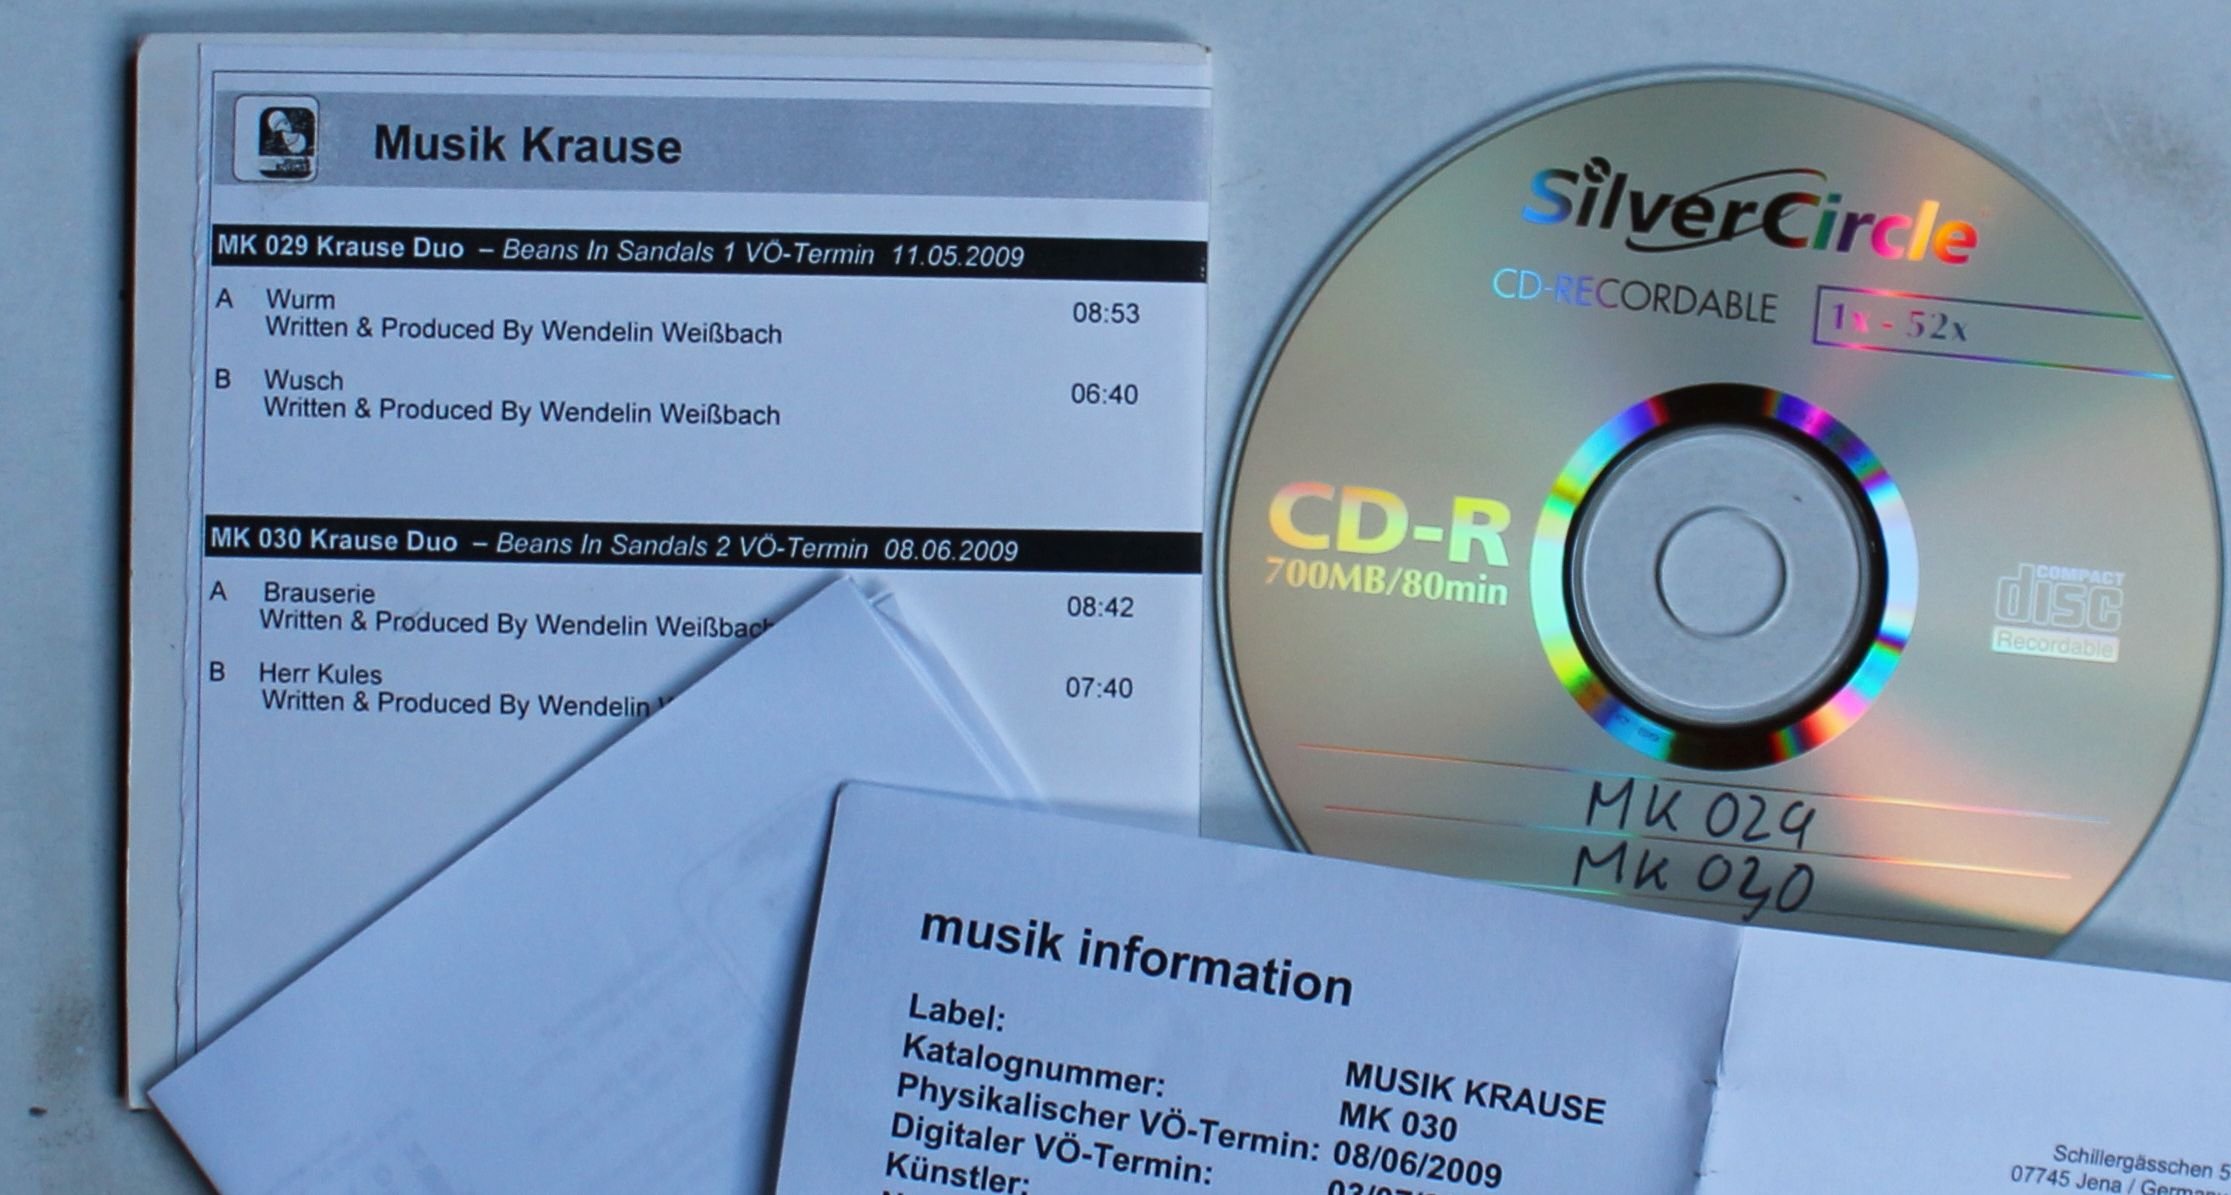 Musik Krause
MK 029 Krause Duo – Beans In Sandals 1 VÖ-Termin 11.05.2009
A Wurm 08:53
Written & Produced By Wendelin Weißbach
B Wusch 06:40
Written & Produced By Wendelin Weißbach
MK 030 Krause Duo – Beans In Sandals 2 VÖ-Termin 08.06.2009
A Brauserie 08:42
Written & Produced By Wendelin Weißbach
B Herr Kules 07:40
Written & Produced By Wendelin
SilverCircle
CD-RECORDABLE 1x - 52x
CD-R
700MB/80min
COMPACT
disc
Recordable
MK 029
MK 030
musik information
Label: MUSIK KRAUSE
Katalognummer: MK 030
Physikalischer VÖ-Termin: 08/06/2009
Digitaler VÖ-Termin:
Künstler:
Schillergässchen 5
07745 Jena /